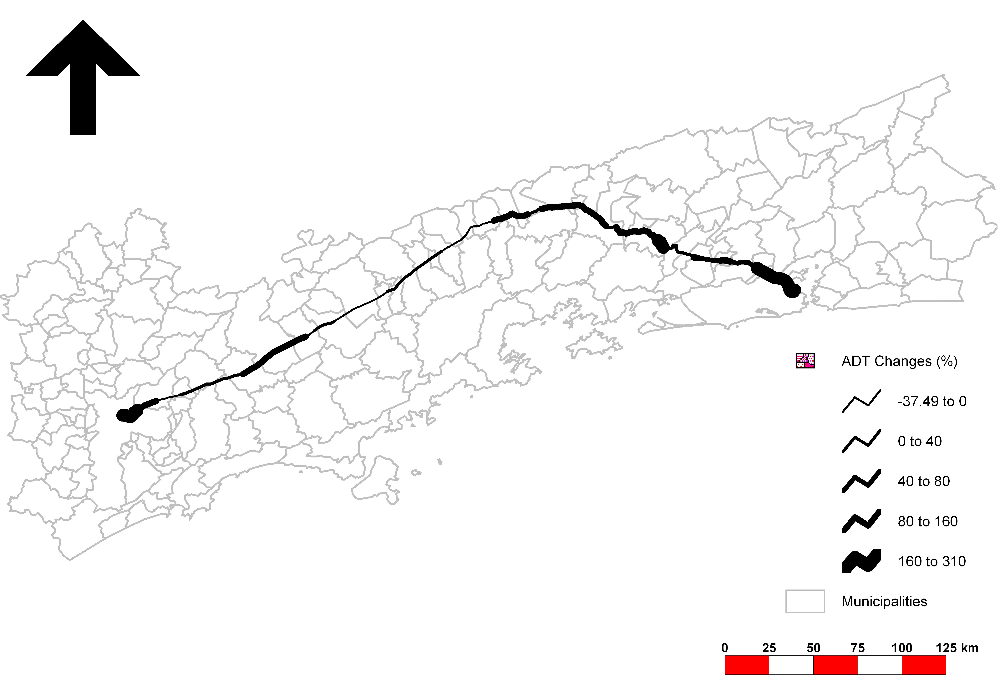 ADT Changes (%)
-37.49 to 0
0 to 40
40 to 80
80 to 160
160 to 310
Municipalities
0 25 50 75 100 125 km